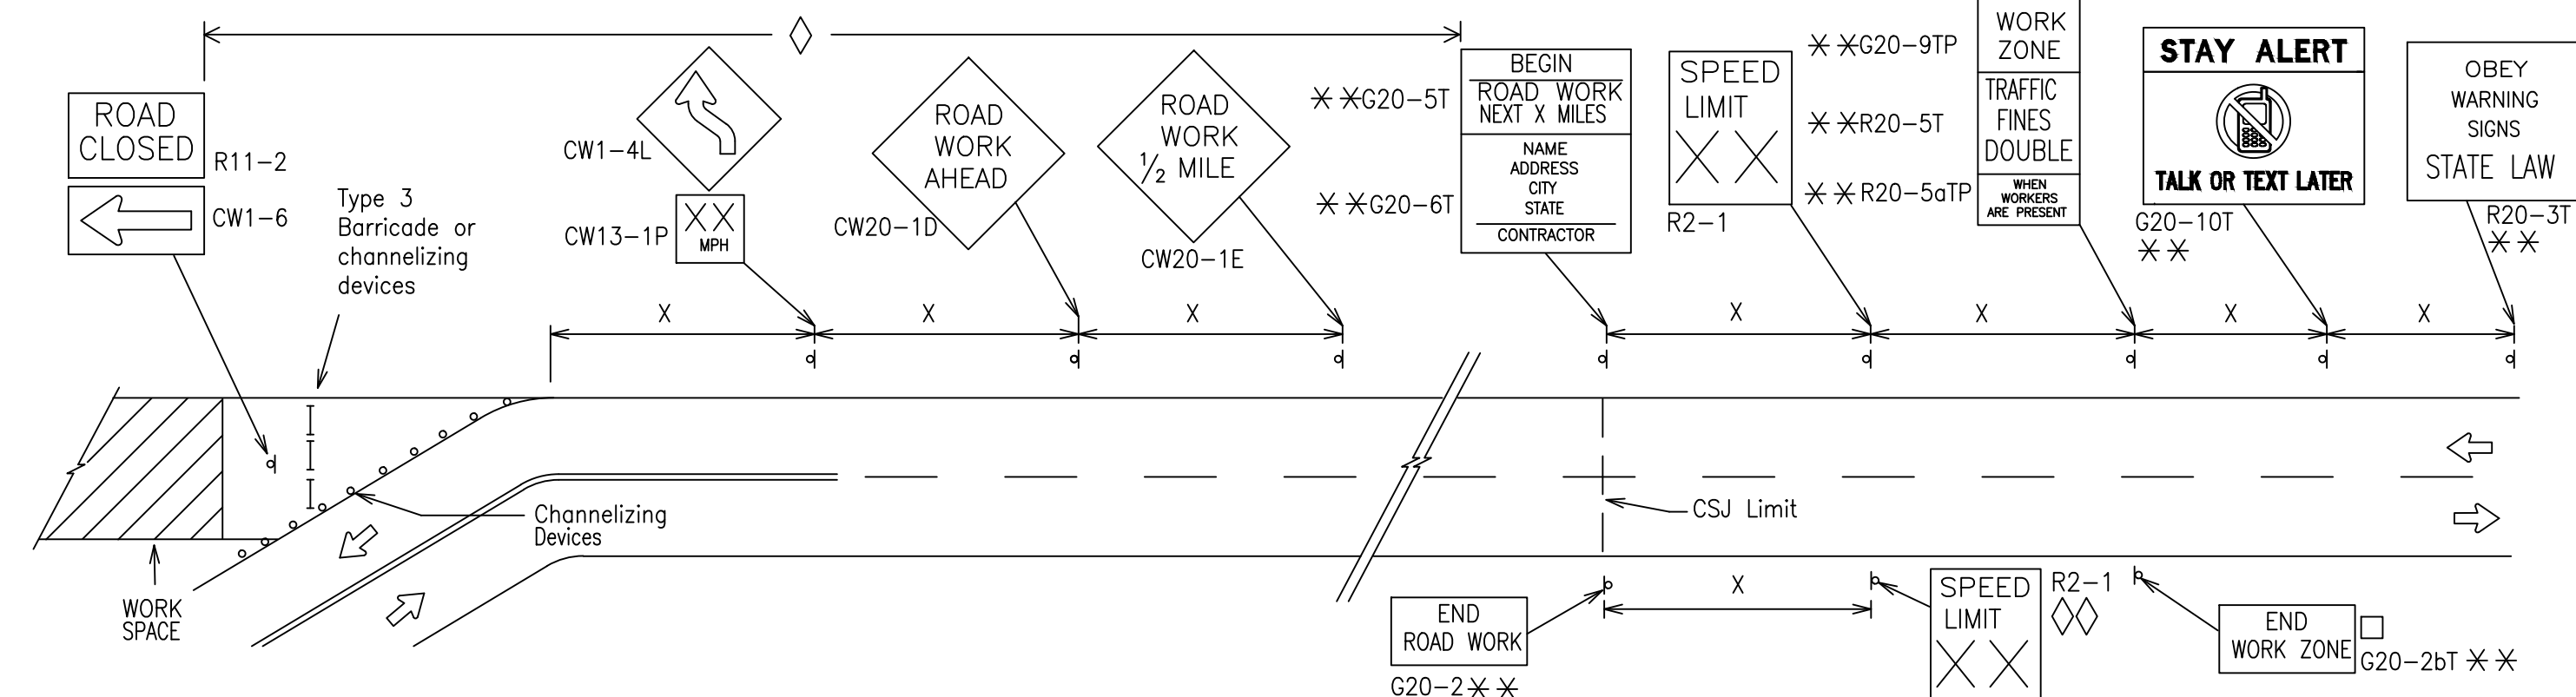 ROAD
CLOSED
R11-2
CW1-6
Type 3
Barricade or
channelizing
devices
CW1-4L
XX
MPH
CW13-1P
ROAD
WORK
AHEAD
CW20-1D
ROAD
WORK
1/2 MILE
CW20-1E
**G20-5T
**G20-6T
BEGIN
ROAD WORK
NEXT X MILES
NAME
ADDRESS
CITY
STATE
CONTRACTOR
SPEED
LIMIT
XX
R2-1
**G20-9TP
**R20-5T
**R20-5aTP
WORK
ZONE
TRAFFIC
FINES
DOUBLE
WHEN
WORKERS
ARE PRESENT
STAY ALERT
TALK OR TEXT LATER
G20-10T
**
OBEY
WARNING
SIGNS
STATE LAW
R20-3T
**
X
X
X
X
X
X
X
Channelizing
Devices
CSJ Limit
WORK
SPACE
END
ROAD WORK
G20-2**
X
SPEED
LIMIT
XX
R2-1
END
WORK ZONE
G20-2bT **